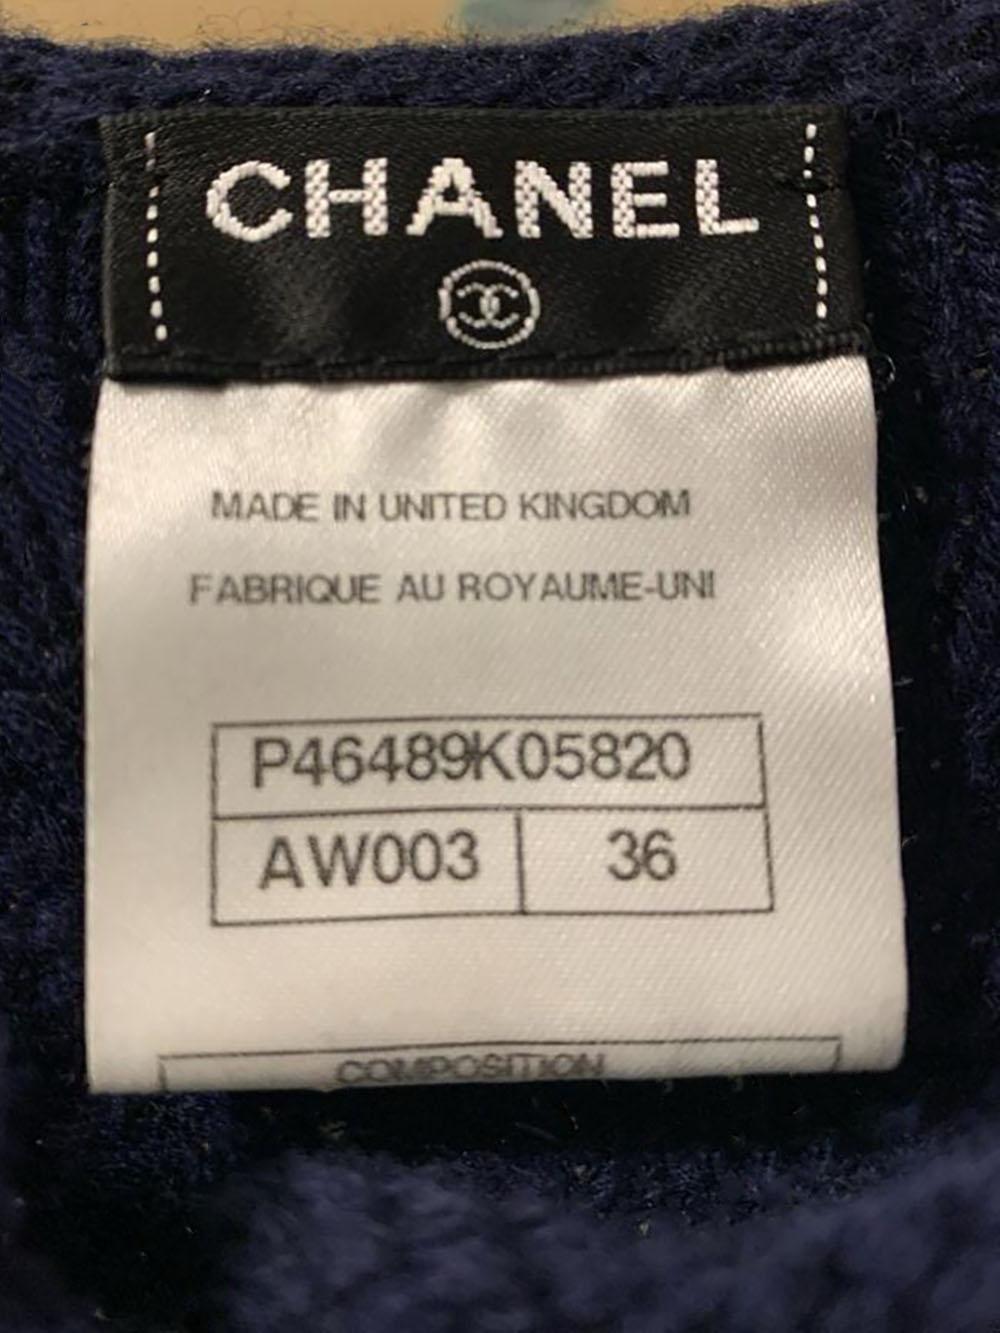 CHANEL
MADE IN UNITED KINGDOM
FABRIQUE AU ROYAUME-UNI
P46489K05820
AW003 36
COMPOSITION